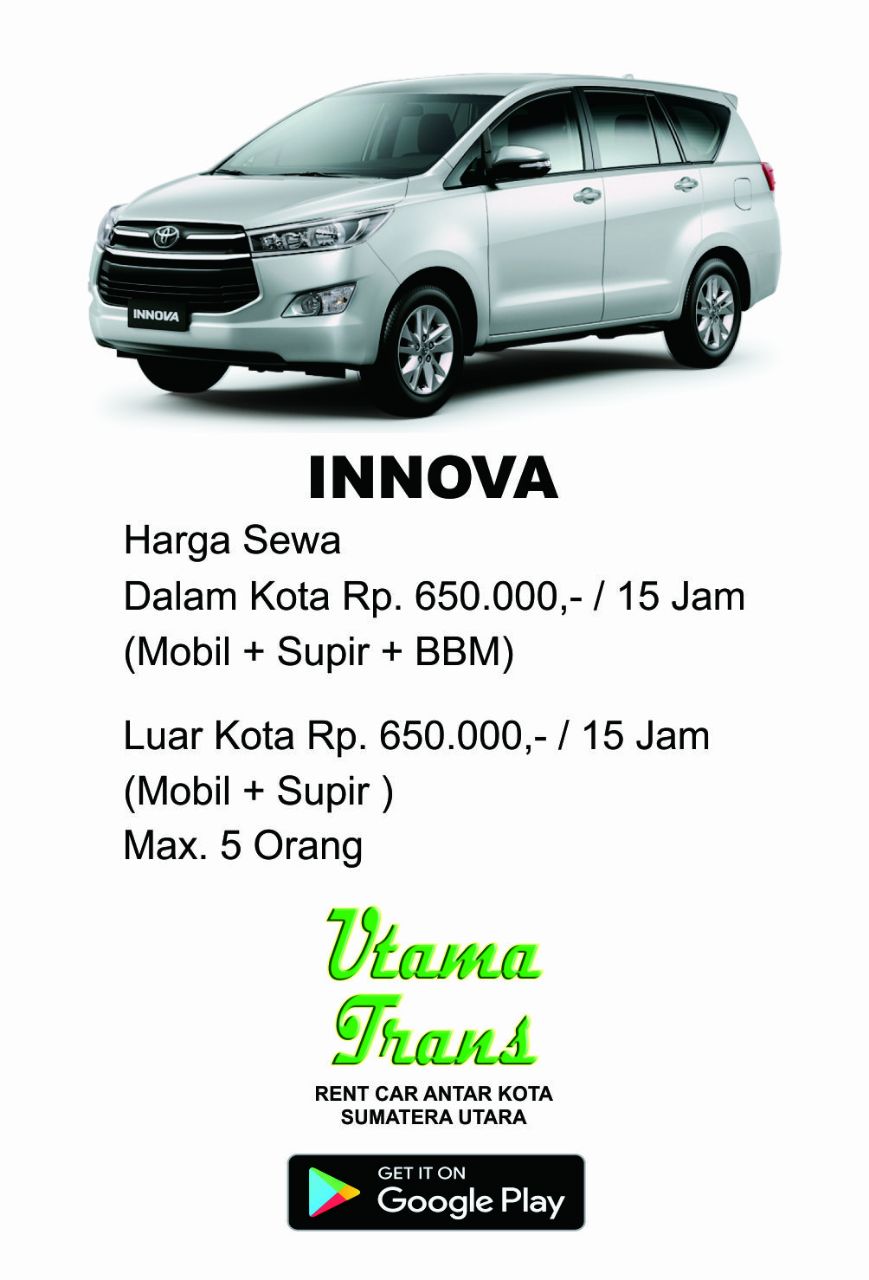 INNOVA
INNOVA
Harga Sewa
Dalam Kota Rp. 650.000,- / 15 Jam
(Mobil + Supir + BBM)
Luar Kota Rp. 650.000,- / 15 Jam
(Mobil + Supir )
Max. 5 Orang
Utama
Trans
RENT CAR ANTAR KOTA
SUMATERA UTARA
GET IT ON
Google Play